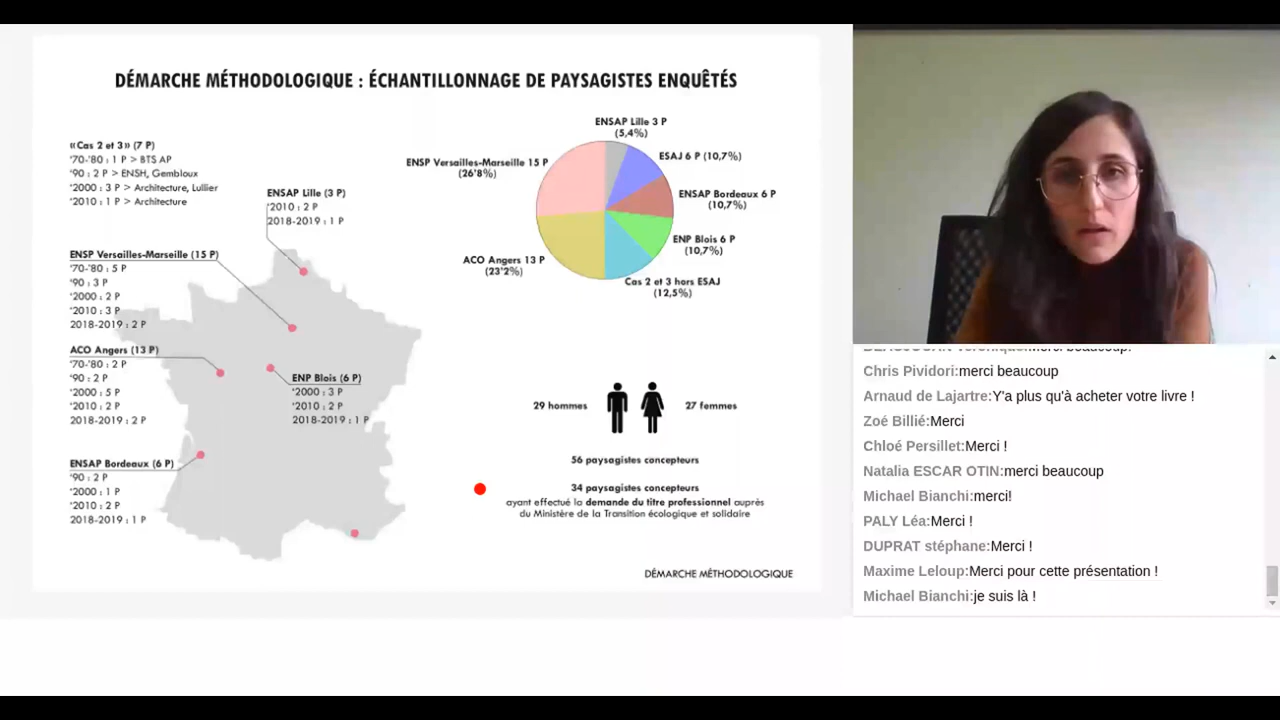 DÉMARCHE MÉTHODOLOGIQUE : ÉCHANTILLONNAGE DE PAYSAGISTES ENQUÊTÉS
«Cas 2 et 3» (7 P)
'70-'80 : 1 P > BTS AP
'90 : 2 P > ENSH, Gembloux
'2000 : 3 P > Architecture, Lullier
'2010 : 1 P > Architecture
ENSAP Lille (3 P)
'2010 : 2 P
2018-2019 : 1 P
ENSP Versailles-Marseille (15 P)
'70-'80 : 5 P
'90 : 3 P
'2000 : 2 P
'2010 : 3 P
2018-2019 : 2 P
ACO Angers (13 P)
'70-'80 : 2 P
'90 : 2 P
'2000 : 5 P
'2010 : 2 P
2018-2019 : 2 P
ENP Blois (6 P)
'2000 : 3 P
'2010 : 2 P
2018-2019 : 1 P
ENSAP Bordeaux (6 P)
'90 : 2 P
'2000 : 1 P
'2010 : 2 P
2018-2019 : 1 P
ENSAP Lille 3 P
(5,4%)
ESAJ 6 P (10,7%)
ENSP Versailles-Marseille 15 P
(26'8%)
ENSAP Bordeaux 6 P
(10,7%)
ENP Blois 6 P
(10,7%)
ACO Angers 13 P
(23'2%)
Cas 2 et 3 hors ESAJ
(12,5%)
29 hommes
27 femmes
56 paysagistes concepteurs
34 paysagistes concepteurs
ayant effectué la demande du titre professionnel auprès
du Ministère de la Transition écologique et solidaire
DÉMARCHE MÉTHODOLOGIQUE
Chris Pividori:merci beaucoup
Arnaud de Lajartre:Y'a plus qu'à acheter votre livre !
Zoé Billié:Merci
Chloé Persillet:Merci !
Natalia ESCAR OTIN:merci beaucoup
Michael Bianchi:merci!
PALY Léa:Merci !
DUPRAT stéphane:Merci !
Maxime Leloup:Merci pour cette présentation !
Michael Bianchi:je suis là !